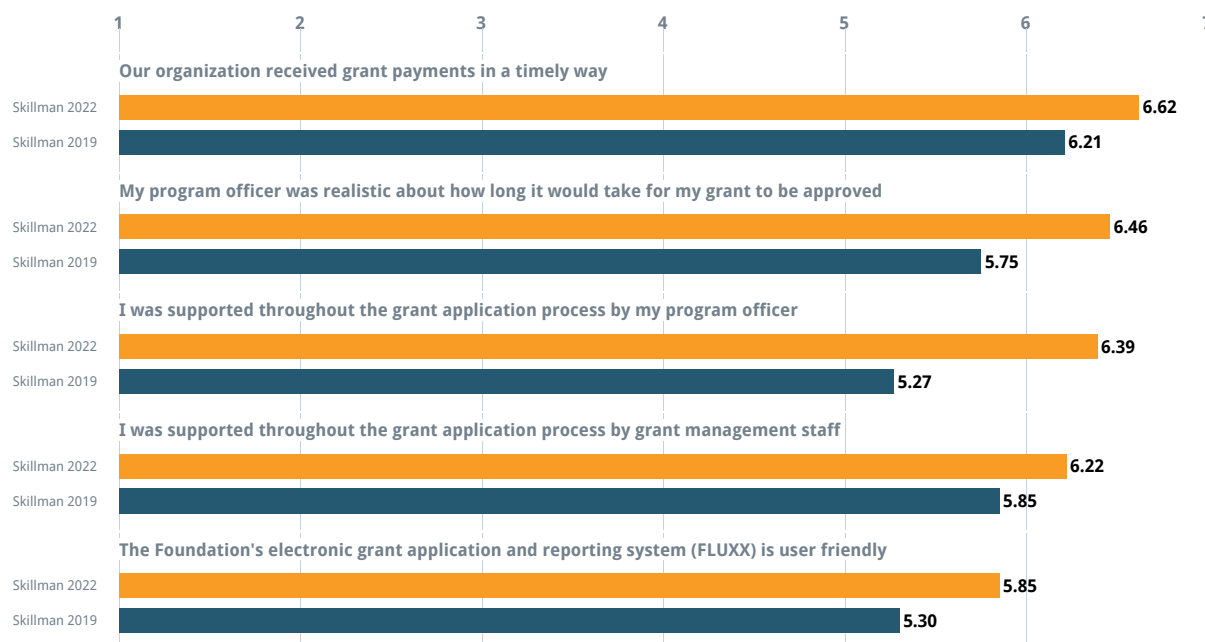 1 2 3 4 5 6 7
Our organization received grant payments in a timely way
Skillman 2022 6.62
Skillman 2019 6.21
My program officer was realistic about how long it would take for my grant to be approved
Skillman 2022 6.46
Skillman 2019 5.75
I was supported throughout the grant application process by my program officer
Skillman 2022 6.39
Skillman 2019 5.27
I was supported throughout the grant application process by grant management staff
Skillman 2022 6.22
Skillman 2019 5.85
The Foundation's electronic grant application and reporting system (FLUXX) is user friendly
Skillman 2022 5.85
Skillman 2019 5.30